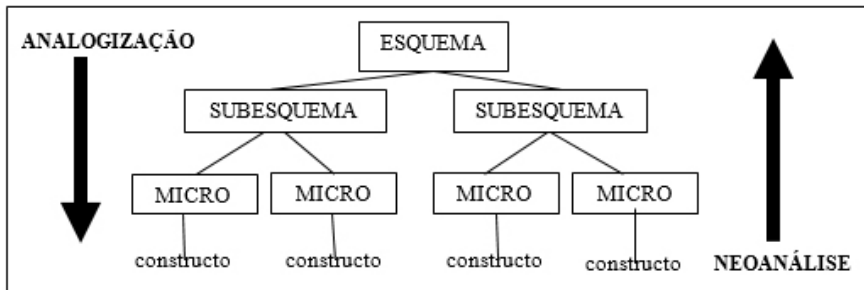 ANALOGIZAÇÃO
ESQUEMA
SUBESQUEMA SUBESQUEMA
MICRO MICRO MICRO MICRO
constructo constructo constructo constructo
NEOANÁLISE